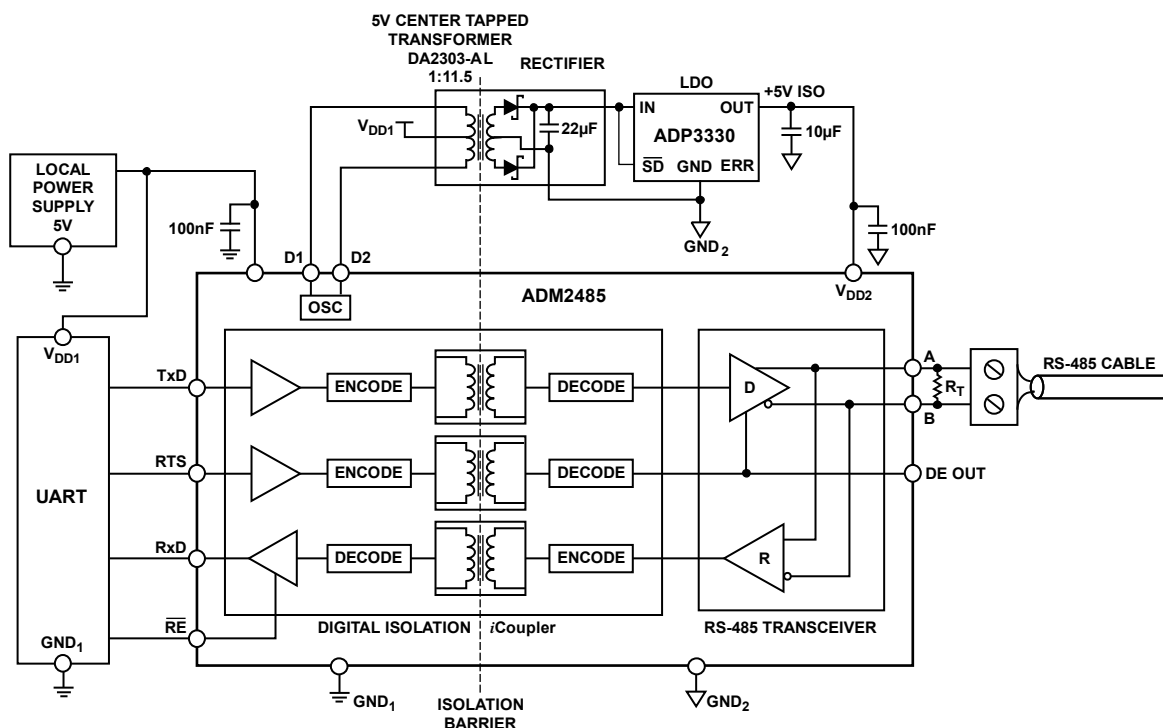 5V CENTER TAPPED
TRANSFORMER
DA2303-AL
1:11.5
RECTIFIER
LDO
+5V ISO
IN
OUT
ADP3330
SD
GND
ERR
22µF
10µF
VDD1
LOCAL
POWER
SUPPLY
5V
100nF
D1
D2
GND2
100nF
OSC
ADM2485
VDD2
VDD1
TxD
ENCODE
DECODE
D
A
RT
B
RS-485 CABLE
UART
RTS
ENCODE
DECODE
DE OUT
RxD
DECODE
ENCODE
R
RE
GND1
DIGITAL ISOLATION
iCoupler
RS-485 TRANSCEIVER
GND1
GND2
ISOLATION
BARRIER